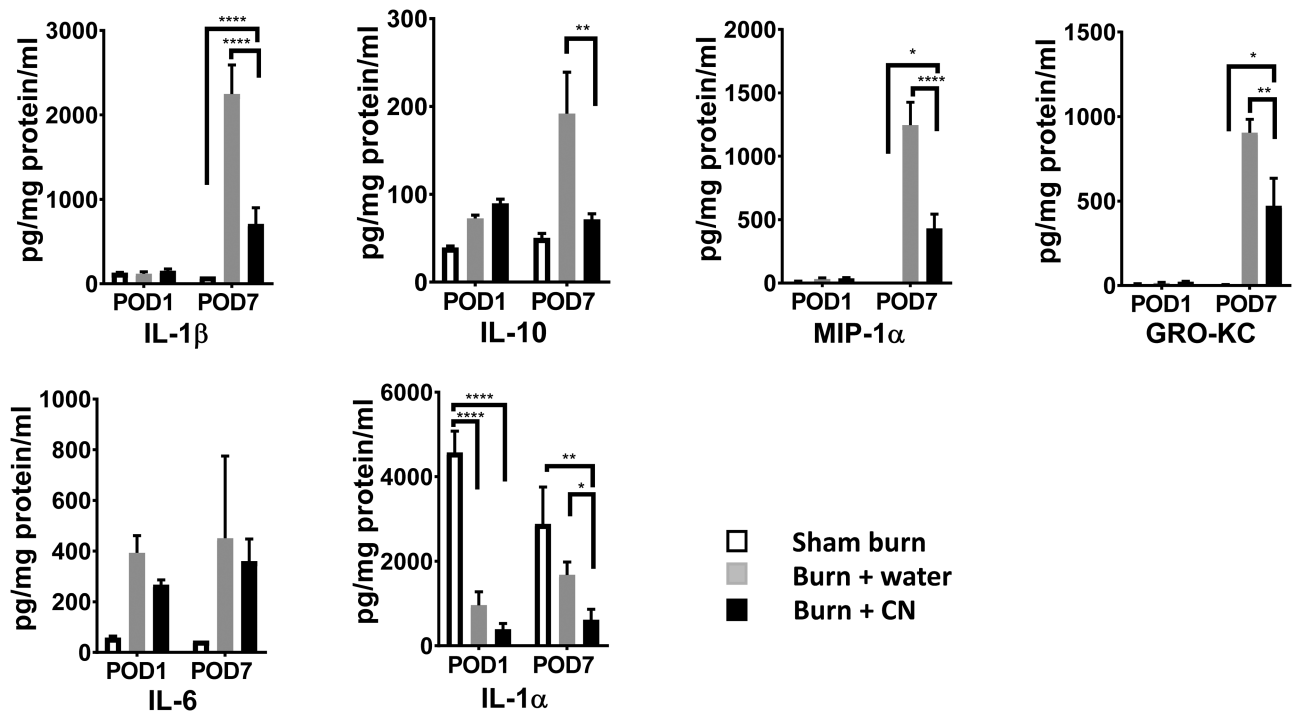 pg/mg protein/ml
3000
2000
1000
0
****
****
POD1 POD7
IL-1β
pg/mg protein/ml
300
200
100
0
**
POD1 POD7
IL-10
pg/mg protein/ml
2000
1500
1000
500
0
*
****
POD1 POD7
MIP-1α
pg/mg protein/ml
1500
1000
500
0
*
**
POD1 POD7
GRO-KC
pg/mg protein/ml
1000
800
600
400
200
0
POD1 POD7
IL-6
pg/mg protein/ml
6000
4000
2000
0
****
****
**
*
POD1 POD7
IL-1α
Sham burn
Burn + water
Burn + CN